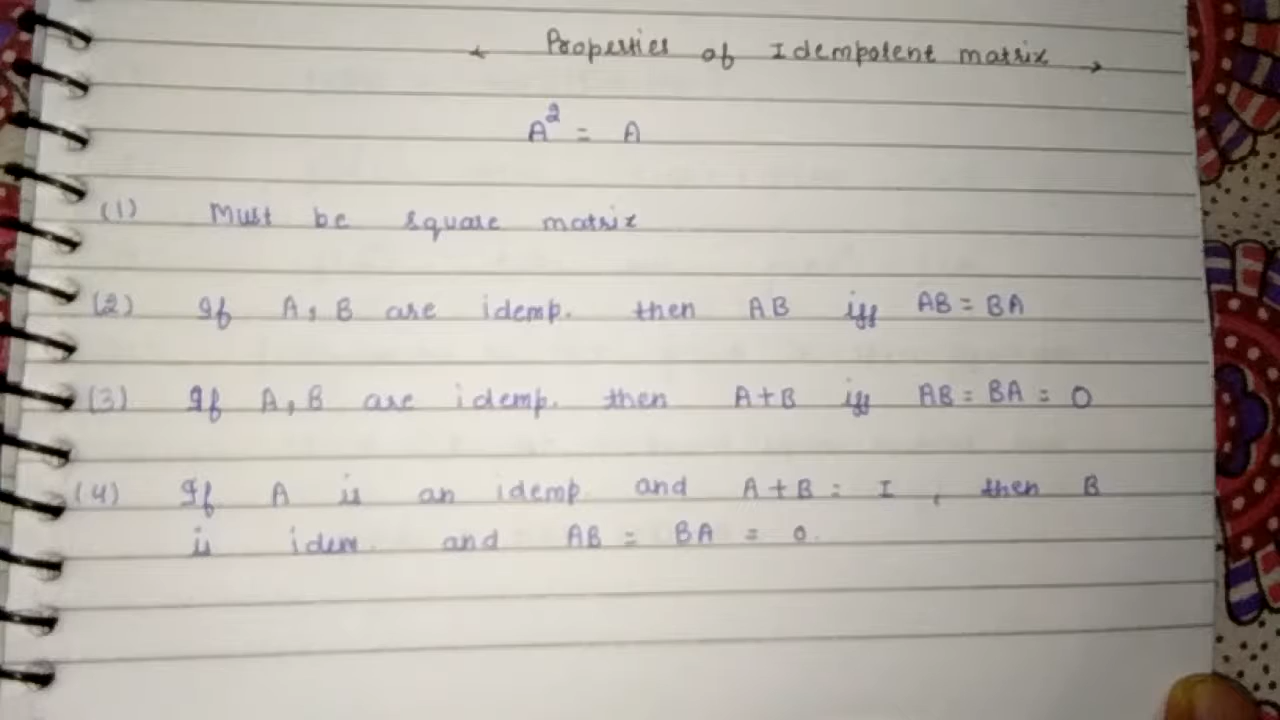 ← Properties of Idempotent matrix →
A² = A
(1) Must be square matrix
(2) If A, B are idemp. then AB iff AB = BA
(3) If A, B are idemp. then A+B iff AB = BA = 0
(4) If A is an idemp. and A+B = I, then B
is idem. and AB = BA = 0.